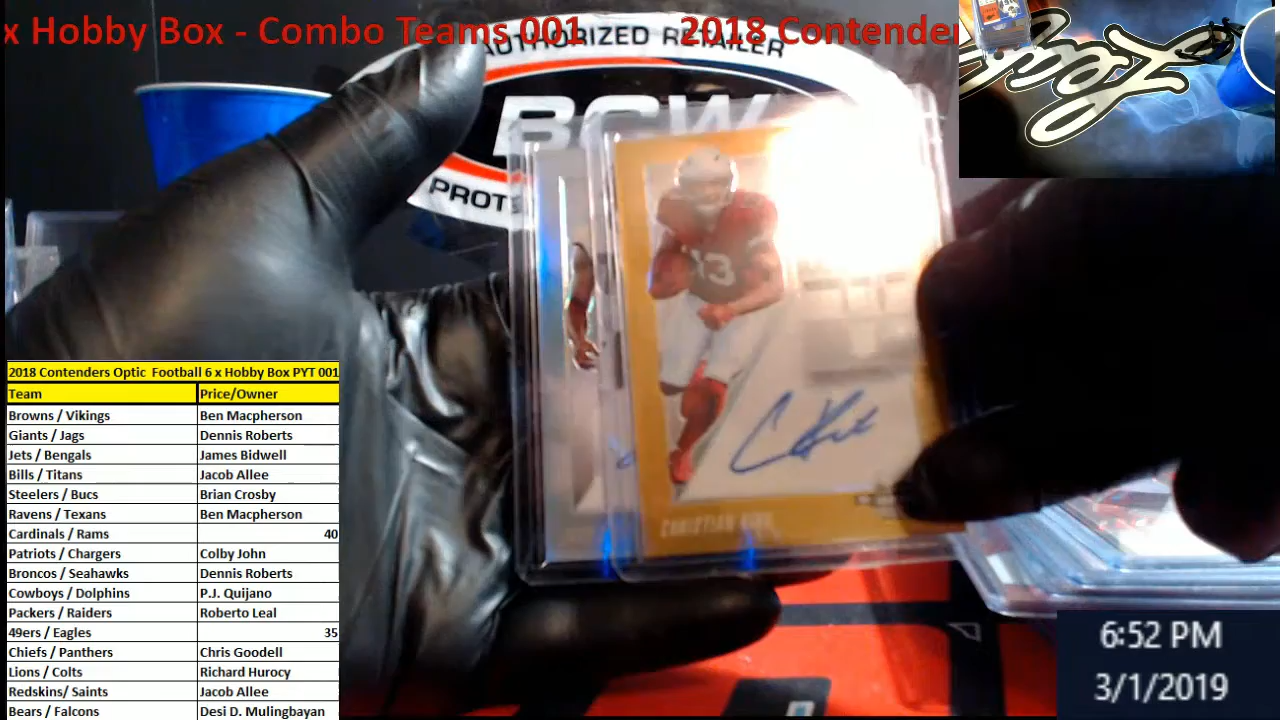 x Hobby Box - Combo Teams 001 2018 Contende
AUTHORIZED RETAILER
BCW
PROT
13
CHRISTIAN KIRK
2018 Contenders Optic Football 6 x Hobby Box PYT 001
Team Price/Owner
Browns / Vikings Ben Macpherson
Giants / Jags Dennis Roberts
Jets / Bengals James Bidwell
Bills / Titans Jacob Allee
Steelers / Bucs Brian Crosby
Ravens / Texans Ben Macpherson
Cardinals / Rams 40
Patriots / Chargers Colby John
Broncos / Seahawks Dennis Roberts
Cowboys / Dolphins P.J. Quijano
Packers / Raiders Roberto Leal
49ers / Eagles 35
Chiefs / Panthers Chris Goodell
Lions / Colts Richard Hurocy
Redskins/ Saints Jacob Allee
Bears / Falcons Desi D. Mulingbayan
6:52 PM
3/1/2019